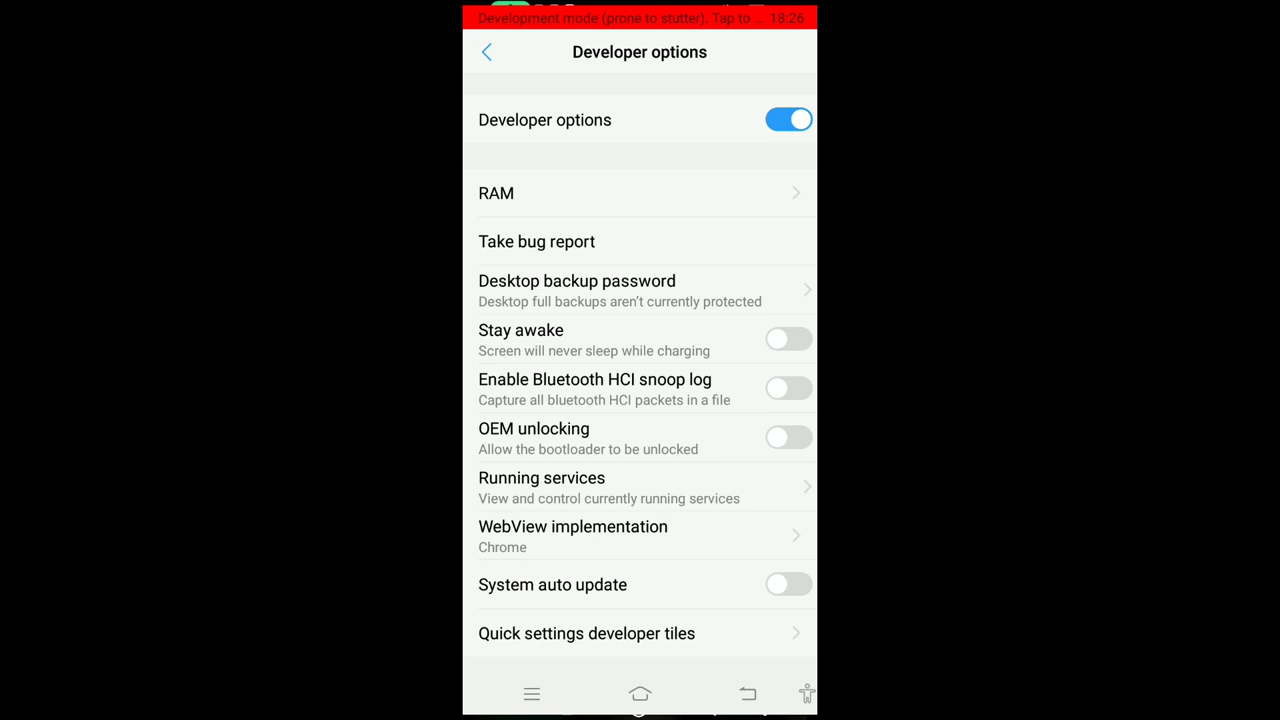 Development mode (prone to stutter). Tap to ... 18:26
Developer options
Developer options
RAM
Take bug report
Desktop backup password
Desktop full backups aren't currently protected
Stay awake
Screen will never sleep while charging
Enable Bluetooth HCI snoop log
Capture all bluetooth HCI packets in a file
OEM unlocking
Allow the bootloader to be unlocked
Running services
View and control currently running services
WebView implementation
Chrome
System auto update
Quick settings developer tiles